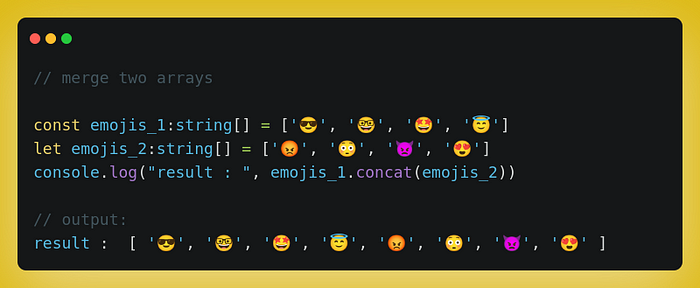 // merge two arrays
const emojis_1:string[] = ['😎', '🤓', '🤩', '😇']
let emojis_2:string[] = ['😡', '😳', '👿', '😍']
console.log("result : ", emojis_1.concat(emojis_2))
// output:
result :  [ '😎', '🤓', '🤩', '😇', '😡', '😳', '👿', '😍' ]